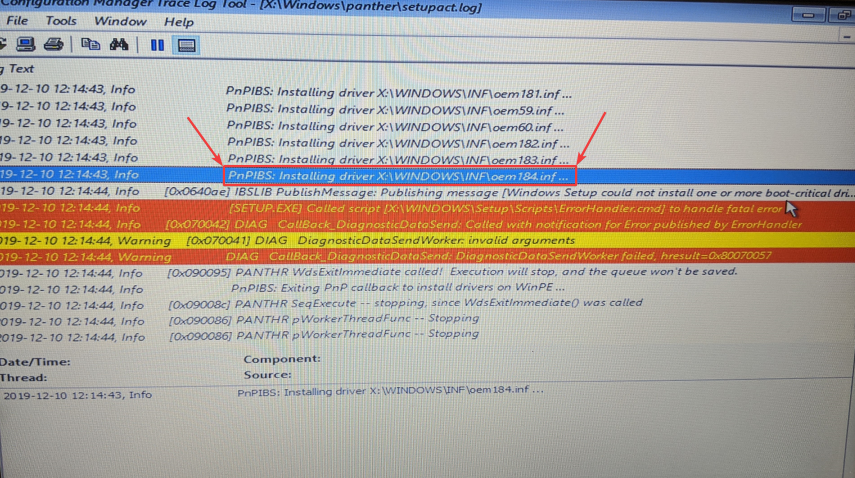 Configuration Manager Trace Log Tool - [X:\Windows\panther\setupact.log]
File Tools Window Help
g Text
9-12-10 12:14:43, Info PnPIBS: Installing driver X:\WINDOWS\INF\oem181.inf ...
9-12-10 12:14:43, Info PnPIBS: Installing driver X:\WINDOWS\INF\oem59.inf ...
9-12-10 12:14:43, Info PnPIBS: Installing driver X:\WINDOWS\INF\oem60.inf ...
9-12-10 12:14:43, Info PnPIBS: Installing driver X:\WINDOWS\INF\oem182.inf ...
9-12-10 12:14:43, Info PnPIBS: Installing driver X:\WINDOWS\INF\oem183.inf ...
19-12-10 12:14:43, Info PnPIBS: Installing driver X:\WINDOWS\INF\oem184.inf ...
19-12-10 12:14:44, Info [0x0640ae] IBSLIB PublishMessage: Publishing message [Windows Setup could not install one or more boot-critical dri...
19-12-10 12:14:44, Info [SETUP.EXE] Called script [X:\WINDOWS\Setup\Scripts\ErrorHandler.cmd] to handle fatal error
19-12-10 12:14:44, Info [0x070042] DIAG CallBack_DiagnosticDataSend: Called with notification for Error published by ErrorHandler
019-12-10 12:14:44, Warning [0x070041] DIAG DiagnosticDataSendWorker: invalid arguments
019-12-10 12:14:44, Warning DIAG CallBack_DiagnosticDataSend: DiagnosticDataSendWorker failed, hresult=0x80070057
019-12-10 12:14:44, Info [0x090095] PANTHR WdsExitImmediate called! Execution will stop, and the queue won't be saved.
019-12-10 12:14:44, Info PnPIBS: Exiting PnP callback to install drivers on WinPE ...
2019-12-10 12:14:44, Info [0x09008c] PANTHR SeqExecute -- stopping, since WdsExitImmediate() was called
2019-12-10 12:14:44, Info [0x090086] PANTHR pWorkerThreadFunc -- Stopping
2019-12-10 12:14:44, Info [0x090086] PANTHR pWorkerThreadFunc -- Stopping
Date/Time: Component:
Thread: Source:
2019-12-10 12:14:43, Info PnPIBS: Installing driver X:\WINDOWS\INF\oem184.inf ...